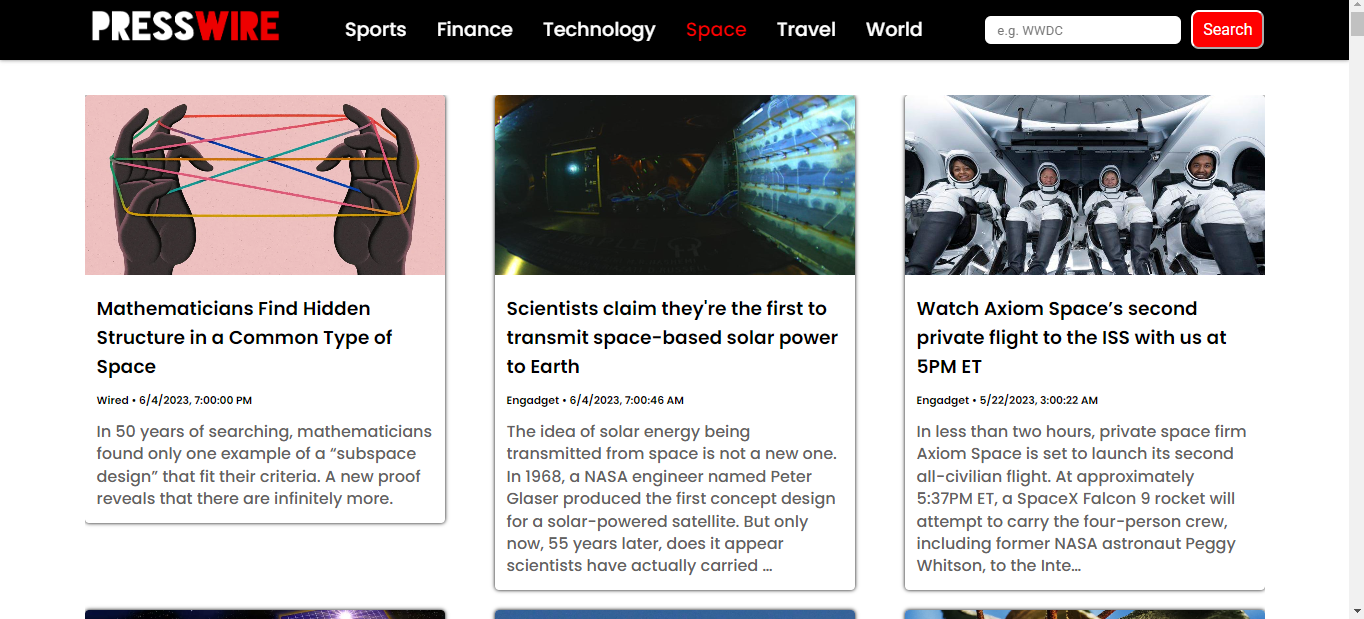 PRESSWIRE
Sports Finance Technology Space Travel World
e.g. WWDC
Search
Mathematicians Find Hidden
Structure in a Common Type of
Space
Wired • 6/4/2023, 7:00:00 PM
In 50 years of searching, mathematicians
found only one example of a “subspace
design” that fit their criteria. A new proof
reveals that there are infinitely more.
Scientists claim they're the first to
transmit space-based solar power
to Earth
Engadget • 6/4/2023, 7:00:46 AM
The idea of solar energy being
transmitted from space is not a new one.
In 1968, a NASA engineer named Peter
Glaser produced the first concept design
for a solar-powered satellite. But only
now, 55 years later, does it appear
scientists have actually carried ...
Watch Axiom Space’s second
private flight to the ISS with us at
5PM ET
Engadget • 5/22/2023, 3:00:22 AM
In less than two hours, private space firm
Axiom Space is set to launch its second
all-civilian flight. At approximately
5:37PM ET, a SpaceX Falcon 9 rocket will
attempt to carry the four-person crew,
including former NASA astronaut Peggy
Whitson, to the Inte…